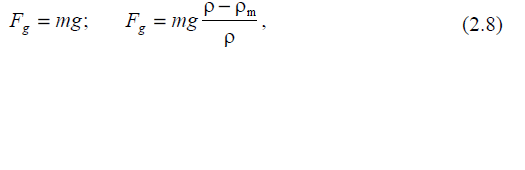 F_g = mg; F_g = mg (ρ − ρ_m)/ρ, (2.8)